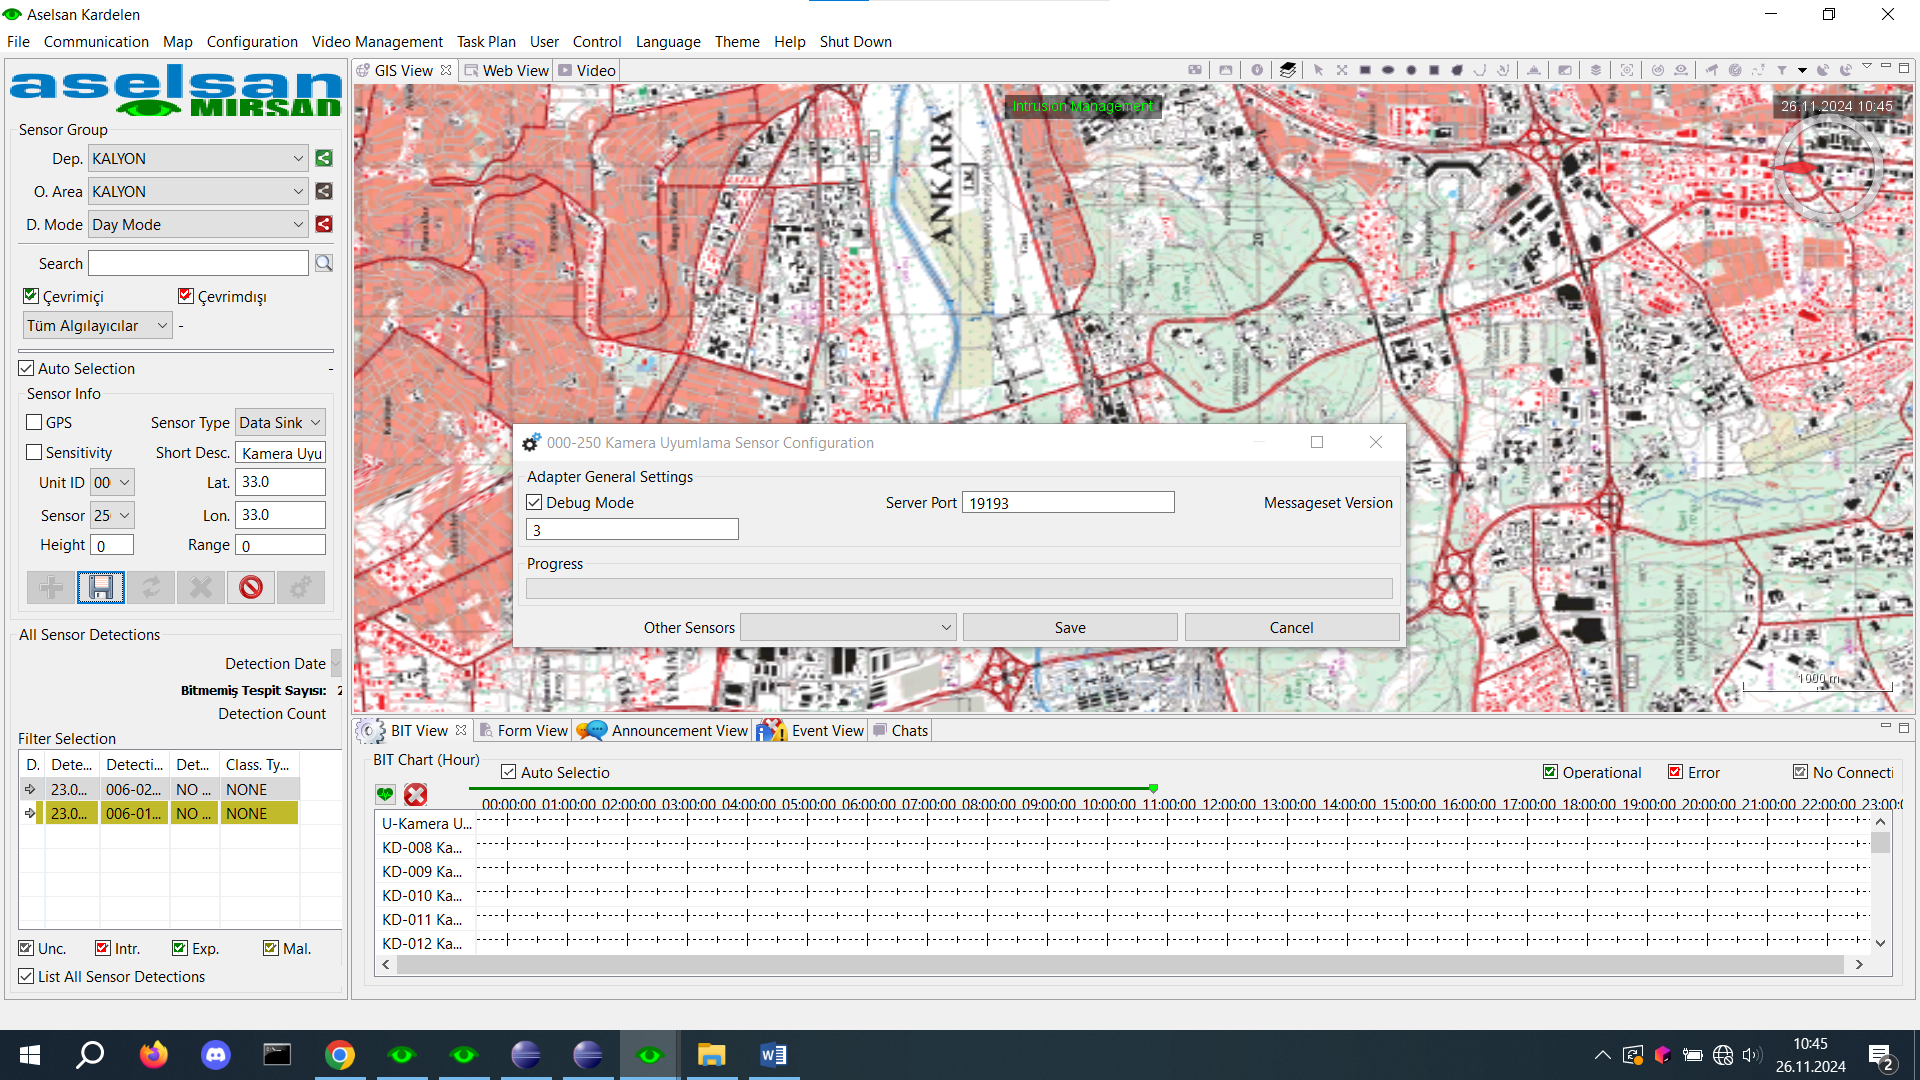 Aselsan Kardelen
File Communication Map Configuration Video Management Task Plan User Control Language Theme Help Shut Down
aselsan
MIRSAD
Sensor Group
Dep. KALYON
O. Area KALYON
D. Mode Day Mode
Search
Çevrimiçi Çevrimdışı
Tüm Algılayıcılar -
Auto Selection -
Sensor Info
GPS Sensor Type Data Sink
Sensitivity Short Desc. Kamera Uyu
Unit ID 00 Lat. 33.0
Sensor 25 Lon. 33.0
Height 0 Range 0
All Sensor Detections
Detection Date
Bitmemiş Tespit Sayısı: 2
Detection Count
Filter Selection
D. Dete... Detecti... Det... Class. Ty...
23.0... 006-02... NO ... NONE
23.0... 006-01... NO ... NONE
Unc. Intr. Exp. Mal.
List All Sensor Detections
GIS View Web View Video
Intrusion Management
26.11.2024 10:45
ANKARA
1000 m
000-250 Kamera Uyumlama Sensor Configuration
Adapter General Settings
Debug Mode Server Port 19193 Messageset Version
3
Progress
Other Sensors Save Cancel
BIT View Form View Announcement View Event View Chats
BIT Chart (Hour)
Auto Selectio Operational Error No Connecti
00:00:00 01:00:00 02:00:00 03:00:00 04:00:00 05:00:00 06:00:00 07:00:00 08:00:00 09:00:00 10:00:00 11:00:00 12:00:00 13:00:00 14:00:00 15:00:00 16:00:00 17:00:00 18:00:00 19:00:00 20:00:00 21:00:00 22:00:00 23:00:
U-Kamera U...
KD-008 Ka...
KD-009 Ka...
KD-010 Ka...
KD-011 Ka...
KD-012 Ka...
10:45
26.11.2024
2